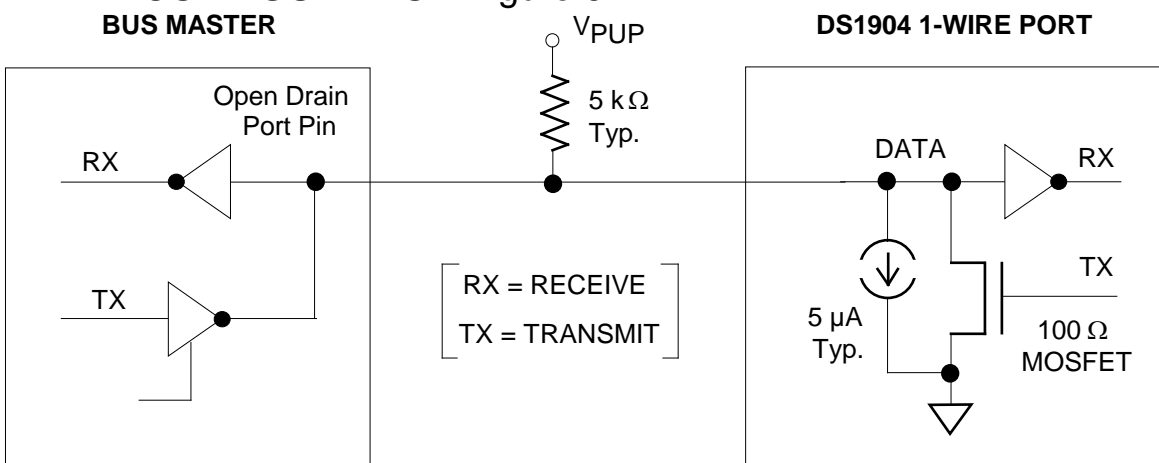 BUS MASTER
VPUP
DS1904 1-WIRE PORT
Open Drain
Port Pin
5 kΩ
Typ.
RX
DATA
RX
TX
RX = RECEIVE
TX = TRANSMIT
5 µA
Typ.
TX
100 Ω
MOSFET